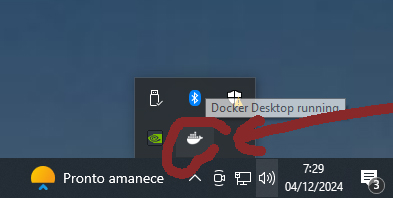 Docker Desktop running
Pronto amanece
7:29
04/12/2024
3